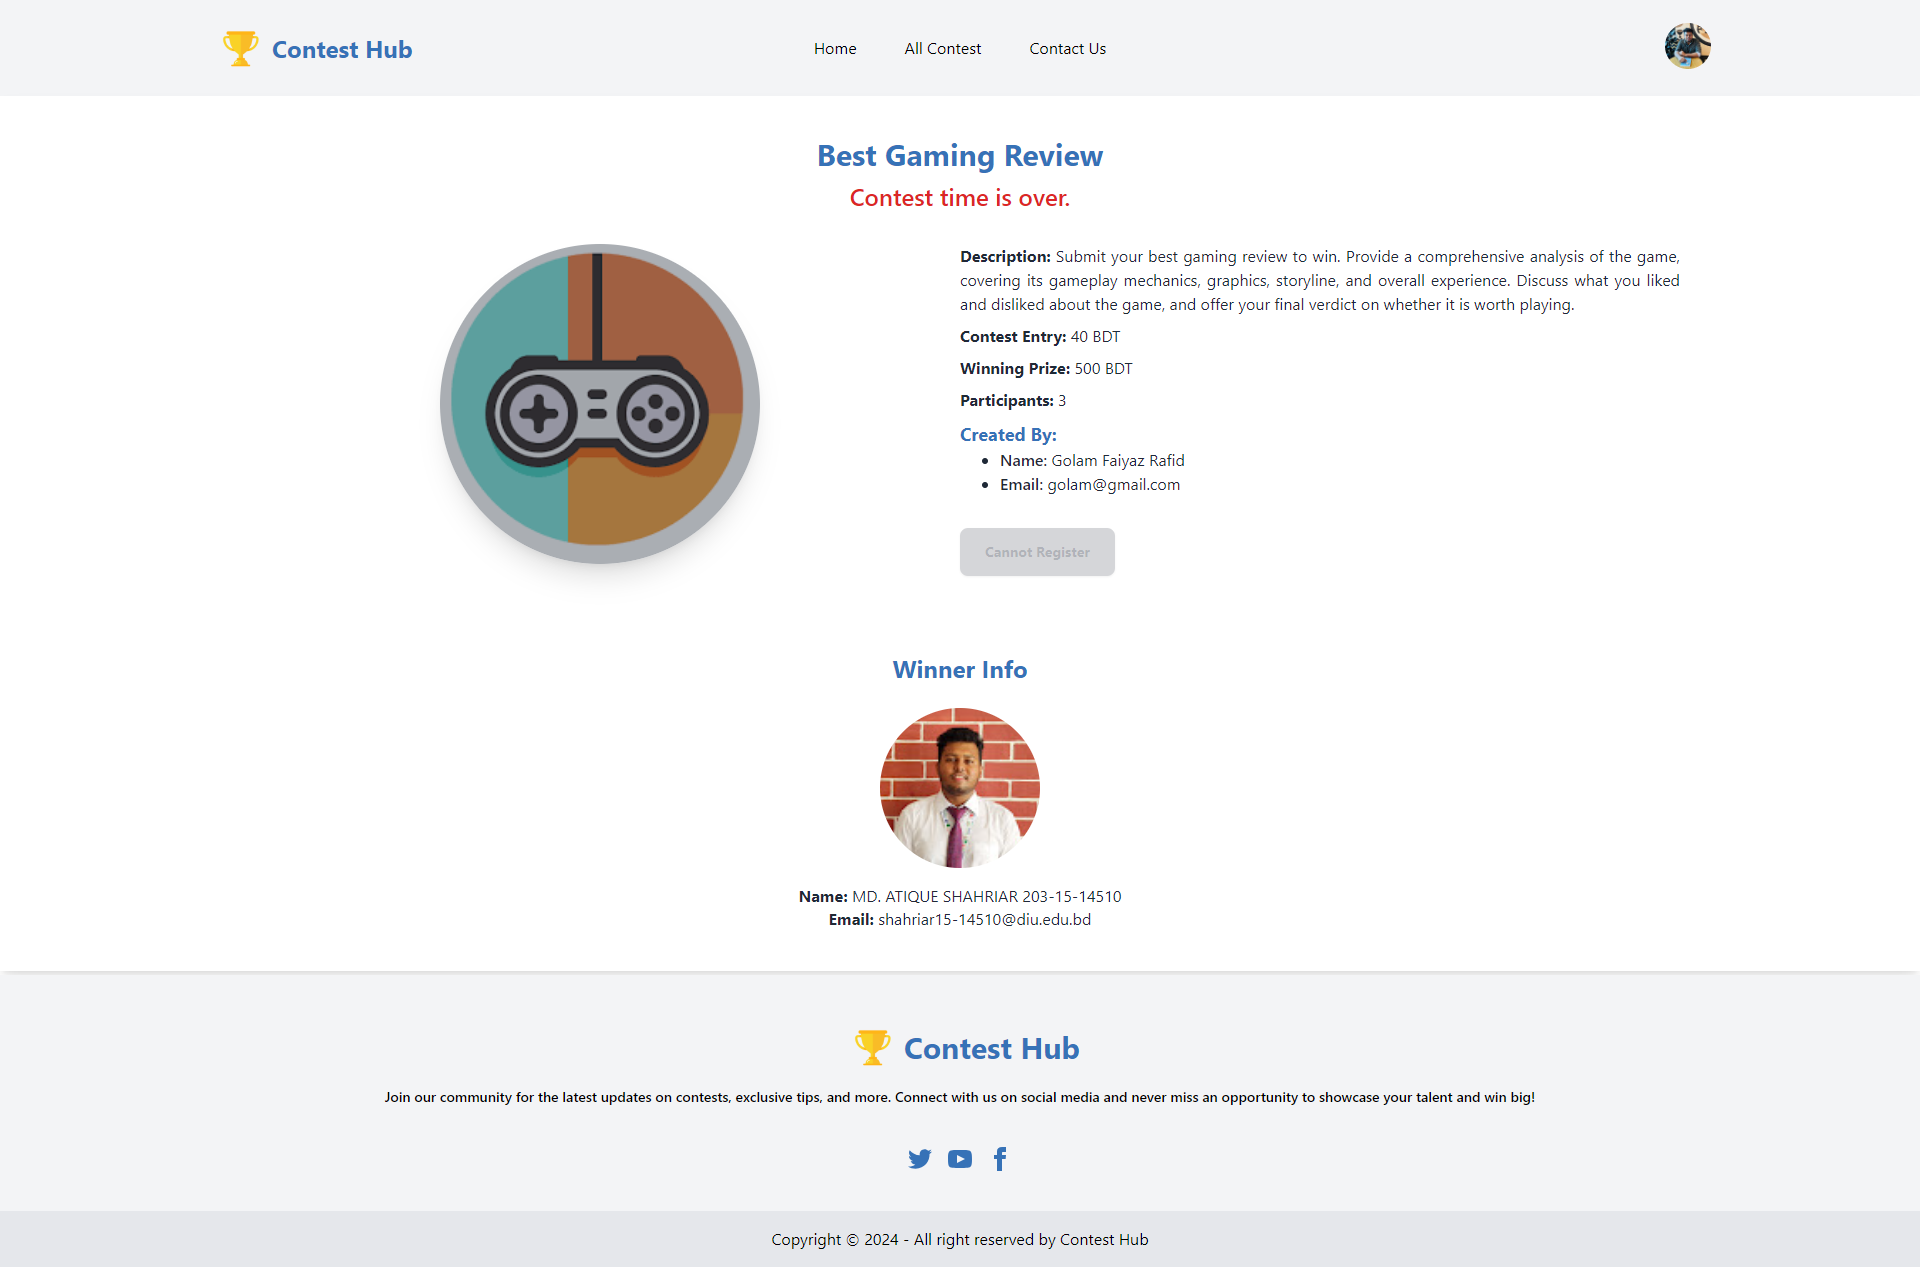 Contest Hub
Home
All Contest
Contact Us
Best Gaming Review
Contest time is over.
Description: Submit your best gaming review to win. Provide a comprehensive analysis of the game,
covering its gameplay mechanics, graphics, storyline, and overall experience. Discuss what you liked
and disliked about the game, and offer your final verdict on whether it is worth playing.
Contest Entry: 40 BDT
Winning Prize: 500 BDT
Participants: 3
Created By:
Name: Golam Faiyaz Rafid
Email: golam@gmail.com
Cannot Register
Winner Info
Name: MD. ATIQUE SHAHRIAR 203-15-14510
Email: shahriar15-14510@diu.edu.bd
Contest Hub
Join our community for the latest updates on contests, exclusive tips, and more. Connect with us on social media and never miss an opportunity to showcase your talent and win big!
Copyright © 2024 - All right reserved by Contest Hub